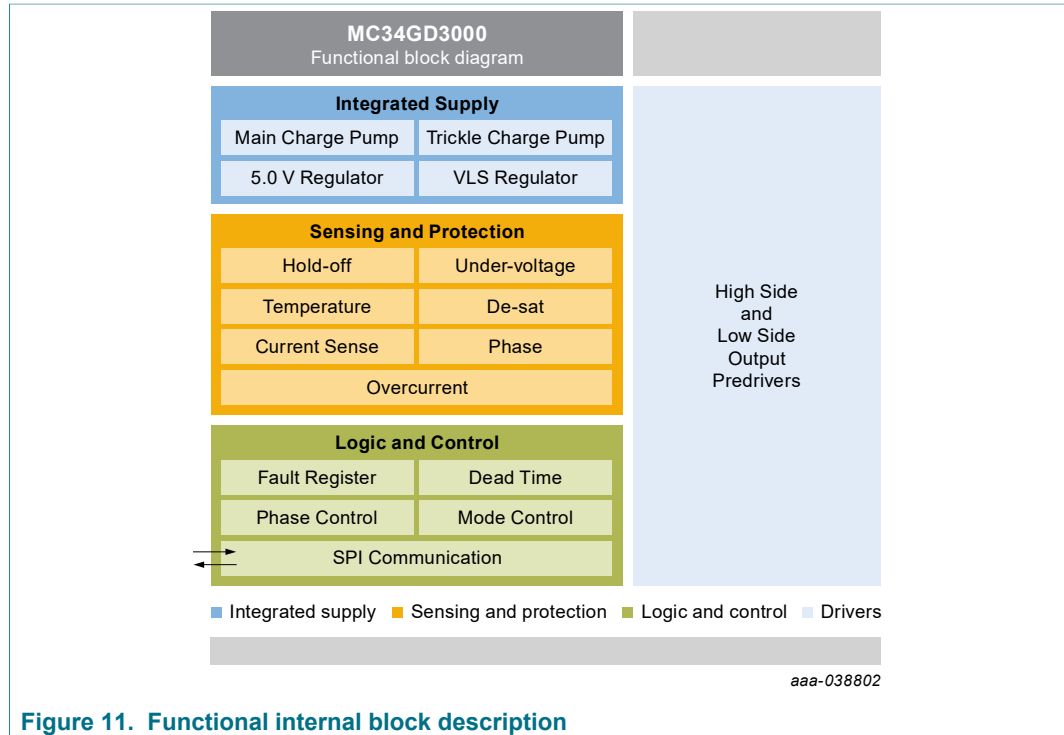 MC34GD3000
Functional block diagram
Integrated Supply
Main Charge Pump
Trickle Charge Pump
5.0 V Regulator
VLS Regulator
Sensing and Protection
Hold-off
Under-voltage
Temperature
De-sat
Current Sense
Phase
Overcurrent
Logic and Control
Fault Register
Dead Time
Phase Control
Mode Control
SPI Communication
High Side
and
Low Side
Output
Predrivers
Integrated supply
Sensing and protection
Logic and control
Drivers
aaa-038802
Figure 11. Functional internal block description